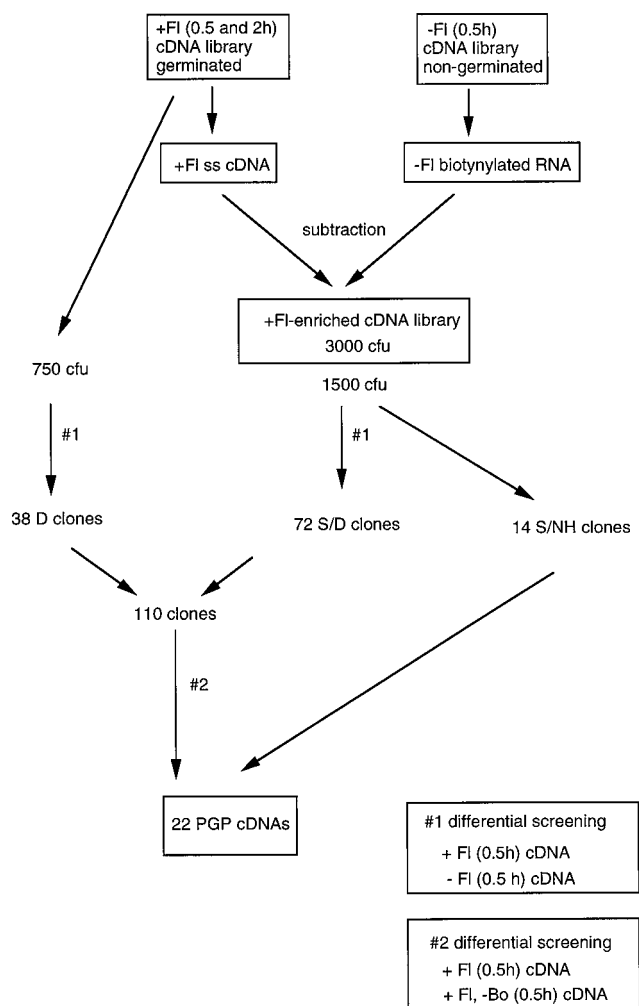 +Fl (0.5 and 2h)
cDNA library
germinated
-Fl (0.5h)
cDNA library
non-germinated
+Fl ss cDNA
-Fl biotynylated RNA
subtraction
+Fl-enriched cDNA library
3000 cfu
750 cfu
1500 cfu
#1
#1
38 D clones
72 S/D clones
14 S/NH clones
110 clones
#2
22 PGP cDNAs
#1 differential screening
+ Fl (0.5h) cDNA
- Fl (0.5 h) cDNA
#2 differential screening
+ Fl (0.5h) cDNA
+ Fl, -Bo (0.5h) cDNA